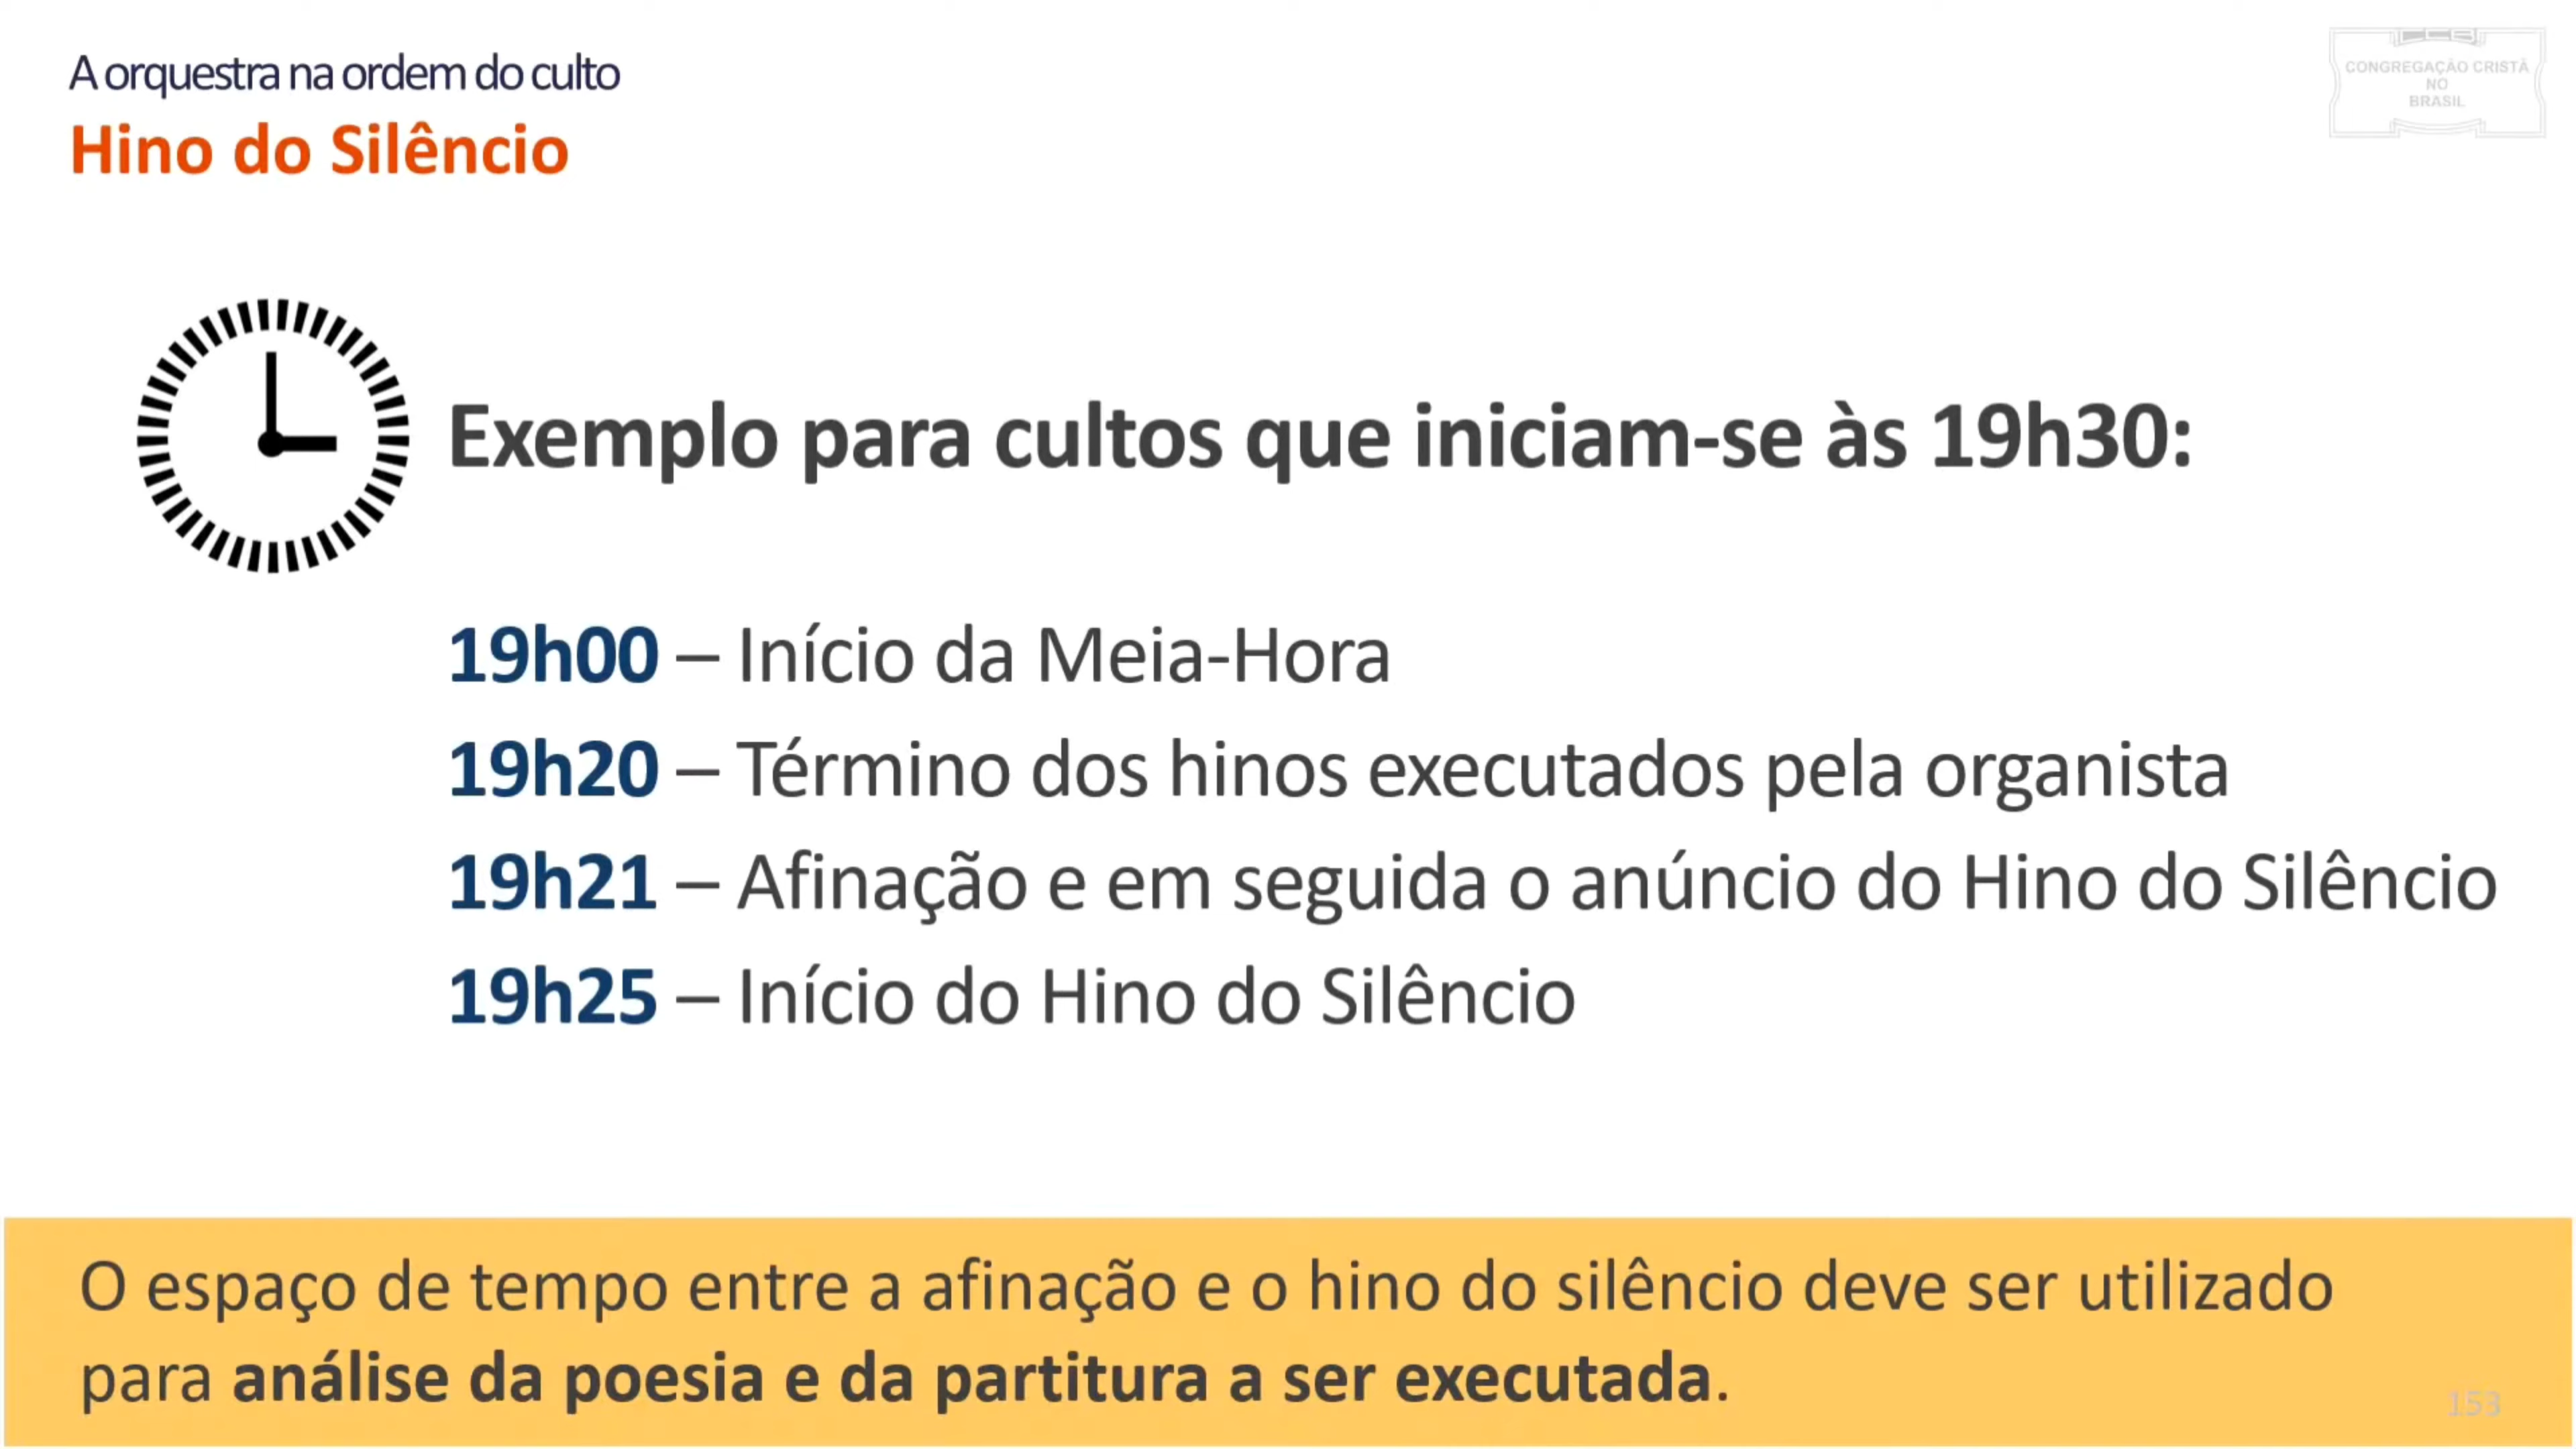 A orquestra na ordem do culto
Hino do Silêncio
CCB
CONGREGAÇÃO CRISTÃ
NO
BRASIL
Exemplo para cultos que iniciam-se às 19h30:
19h00 – Início da Meia-Hora
19h20 – Término dos hinos executados pela organista
19h21 – Afinação e em seguida o anúncio do Hino do Silêncio
19h25 – Início do Hino do Silêncio
O espaço de tempo entre a afinação e o hino do silêncio deve ser utilizado
para análise da poesia e da partitura a ser executada.
153